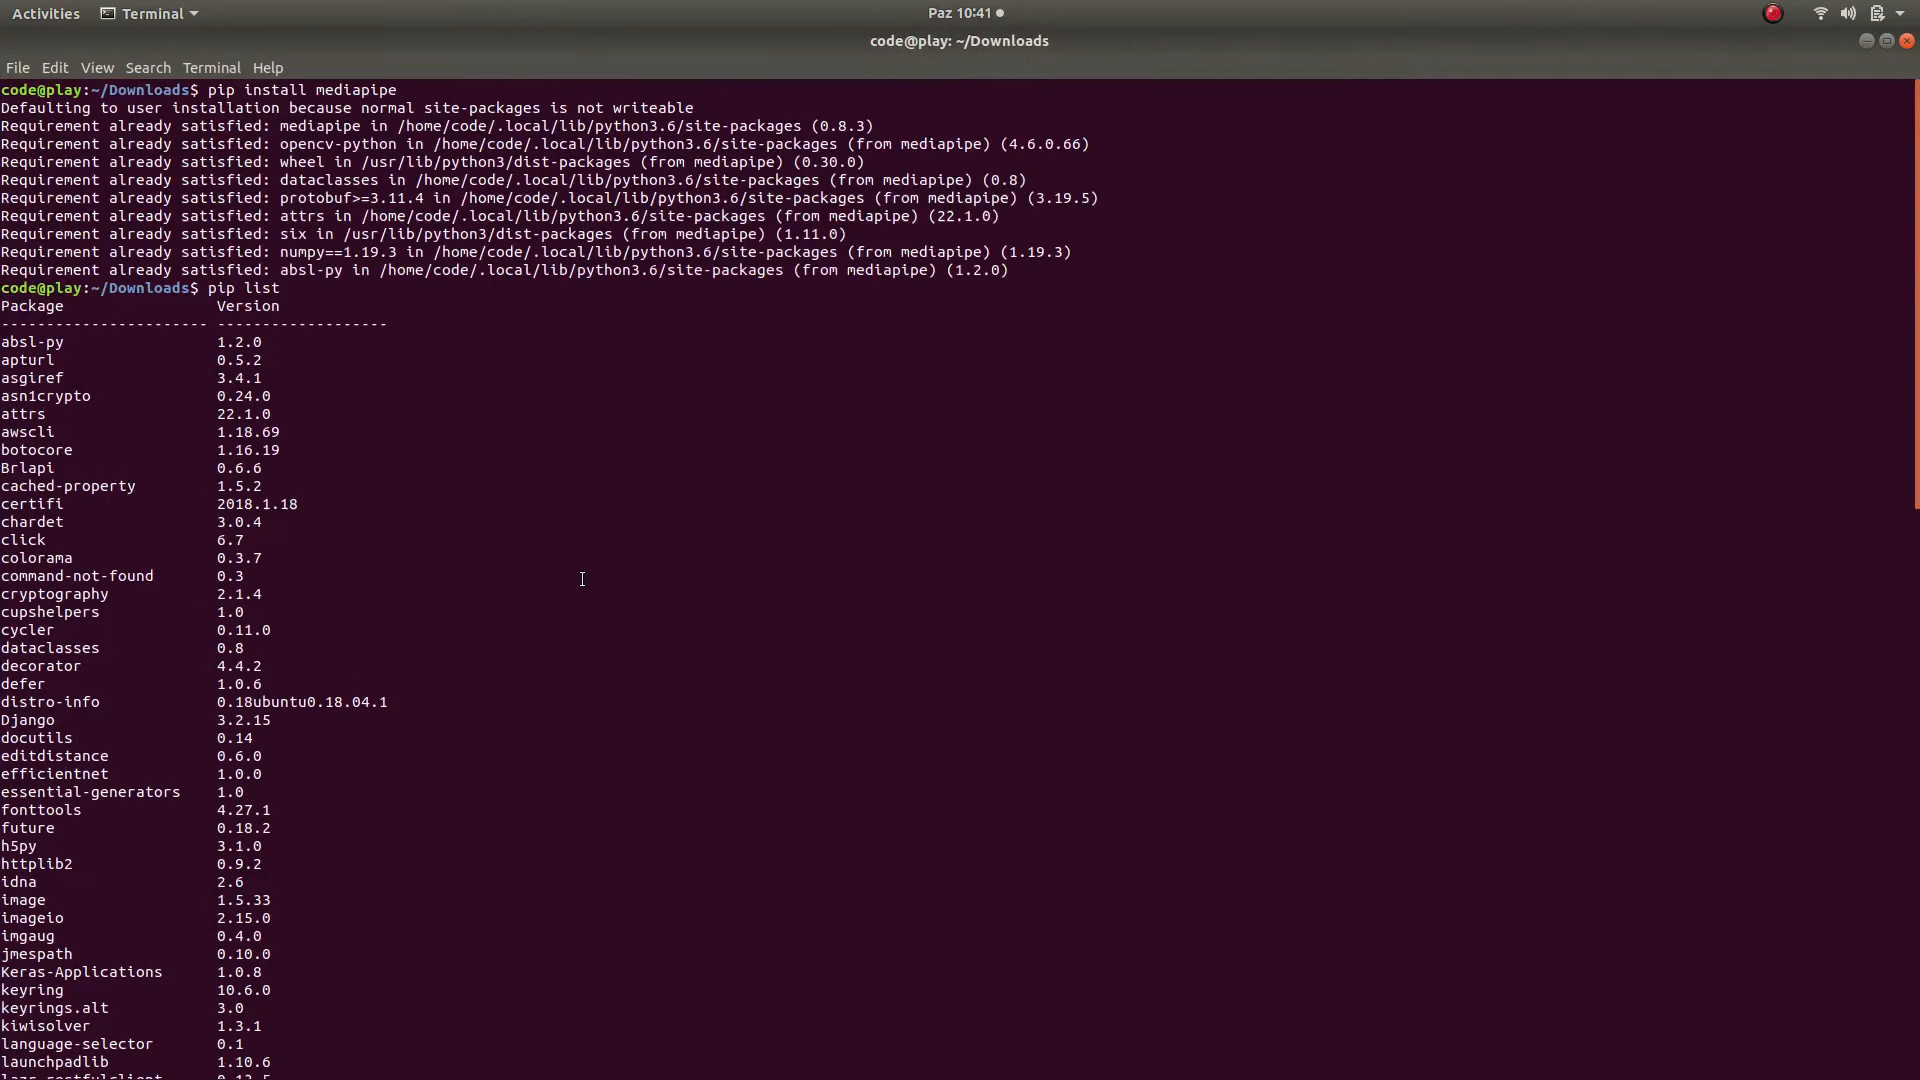 Activities Terminal Paz 10:41
code@play: ~/Downloads
File Edit View Search Terminal Help
code@play:~/Downloads$ pip install mediapipe
Defaulting to user installation because normal site-packages is not writeable
Requirement already satisfied: mediapipe in /home/code/.local/lib/python3.6/site-packages (0.8.3)
Requirement already satisfied: opencv-python in /home/code/.local/lib/python3.6/site-packages (from mediapipe) (4.6.0.66)
Requirement already satisfied: wheel in /usr/lib/python3/dist-packages (from mediapipe) (0.30.0)
Requirement already satisfied: dataclasses in /home/code/.local/lib/python3.6/site-packages (from mediapipe) (0.8)
Requirement already satisfied: protobuf>=3.11.4 in /home/code/.local/lib/python3.6/site-packages (from mediapipe) (3.19.5)
Requirement already satisfied: attrs in /home/code/.local/lib/python3.6/site-packages (from mediapipe) (22.1.0)
Requirement already satisfied: six in /usr/lib/python3/dist-packages (from mediapipe) (1.11.0)
Requirement already satisfied: numpy==1.19.3 in /home/code/.local/lib/python3.6/site-packages (from mediapipe) (1.19.3)
Requirement already satisfied: absl-py in /home/code/.local/lib/python3.6/site-packages (from mediapipe) (1.2.0)
code@play:~/Downloads$ pip list
Package Version
----------------------- -------------------
absl-py 1.2.0
apturl 0.5.2
asgiref 3.4.1
asn1crypto 0.24.0
attrs 22.1.0
awscli 1.18.69
botocore 1.16.19
Brlapi 0.6.6
cached-property 1.5.2
certifi 2018.1.18
chardet 3.0.4
click 6.7
colorama 0.3.7
command-not-found 0.3
cryptography 2.1.4
cupshelpers 1.0
cycler 0.11.0
dataclasses 0.8
decorator 4.4.2
defer 1.0.6
distro-info 0.18ubuntu0.18.04.1
Django 3.2.15
docutils 0.14
editdistance 0.6.0
efficientnet 1.0.0
essential-generators 1.0
fonttools 4.27.1
future 0.18.2
h5py 3.1.0
httplib2 0.9.2
idna 2.6
image 1.5.33
imageio 2.15.0
imgaug 0.4.0
jmespath 0.10.0
Keras-Applications 1.0.8
keyring 10.6.0
keyrings.alt 3.0
kiwisolver 1.3.1
language-selector 0.1
launchpadlib 1.10.6